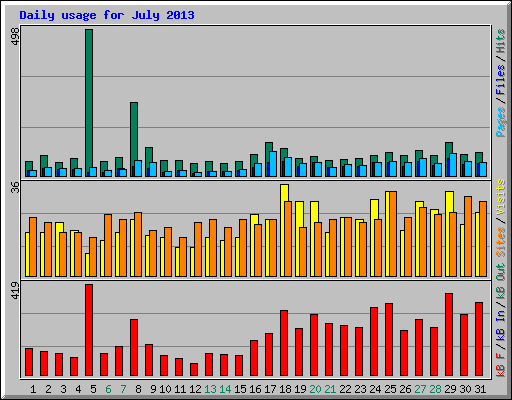 Daily usage for July 2013
498
36
419
Pages / Files / Hits
Sites / Visits
kB F / kB In / kB Out
1 2 3 4 5 6 7 8 9 10 11 12 13 14 15 16 17 18 19 20 21 22 23 24 25 26 27 28 29 30 31